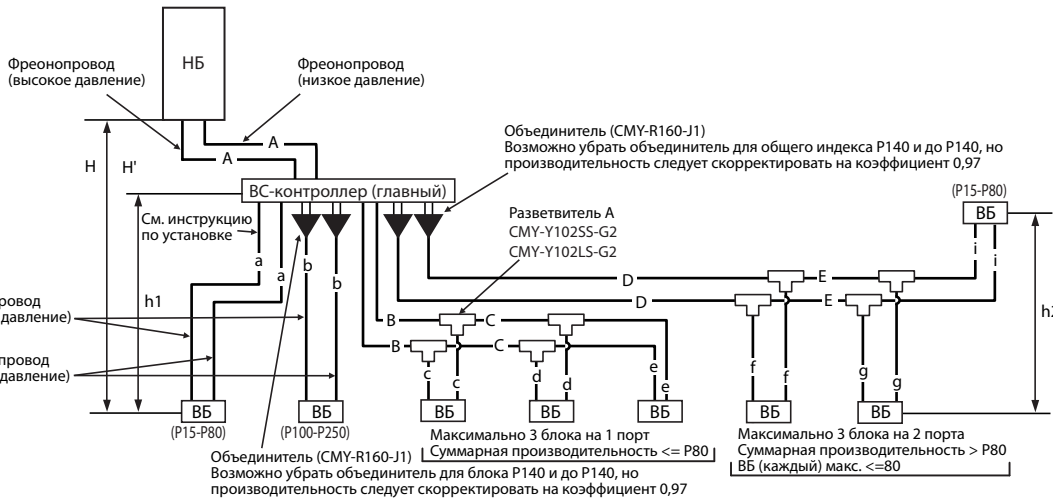 НБ
Фреонопровод
(высокое давление)
Фреонопровод
(низкое давление)
A
A
H
H'
Объединитель (CMY-R160-J1)
Возможно убрать объединитель для общего индекса P140 и до P140, но
производительность следует скорректировать на коэффициент 0,97
ВС-контроллер (главный)
(P15-P80)
ВБ
См. инструкцию
по установке
Разветвитель А
CMY-Y102SS-G2
CMY-Y102LS-G2
a
a
b
b
i
i
D
E
D
E
h1
h2
провод
давление)
B
C
B
C
провод
давление)
c
c
d
d
e
e
f
f
g
g
ВБ
ВБ
ВБ
ВБ
ВБ
ВБ
ВБ
(P15-P80)
(P100-P250)
Максимально 3 блока на 1 порт
Суммарная производительность <= P80
Максимально 3 блока на 2 порта
Суммарная производительность > P80
ВБ (каждый) макс. <=80
Объединитель (CMY-R160-J1)
Возможно убрать объединитель для блока P140 и до P140, но
производительность следует скорректировать на коэффициент 0,97